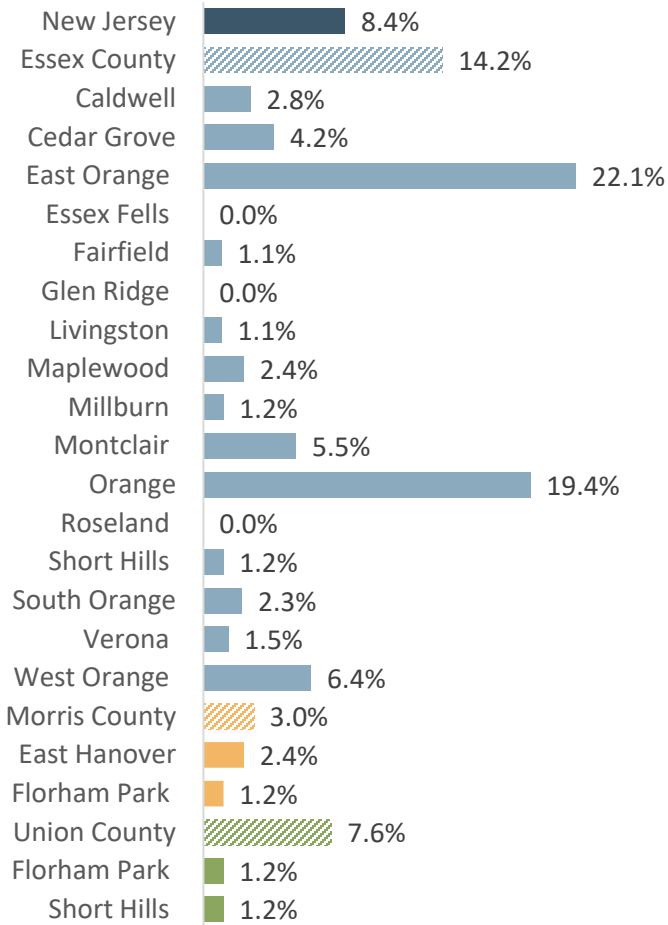 New Jersey 8.4%
Essex County 14.2%
Caldwell 2.8%
Cedar Grove 4.2%
East Orange 22.1%
Essex Fells 0.0%
Fairfield 1.1%
Glen Ridge 0.0%
Livingston 1.1%
Maplewood 2.4%
Millburn 1.2%
Montclair 5.5%
Orange 19.4%
Roseland 0.0%
Short Hills 1.2%
South Orange 2.3%
Verona 1.5%
West Orange 6.4%
Morris County 3.0%
East Hanover 2.4%
Florham Park 1.2%
Union County 7.6%
Florham Park 1.2%
Short Hills 1.2%